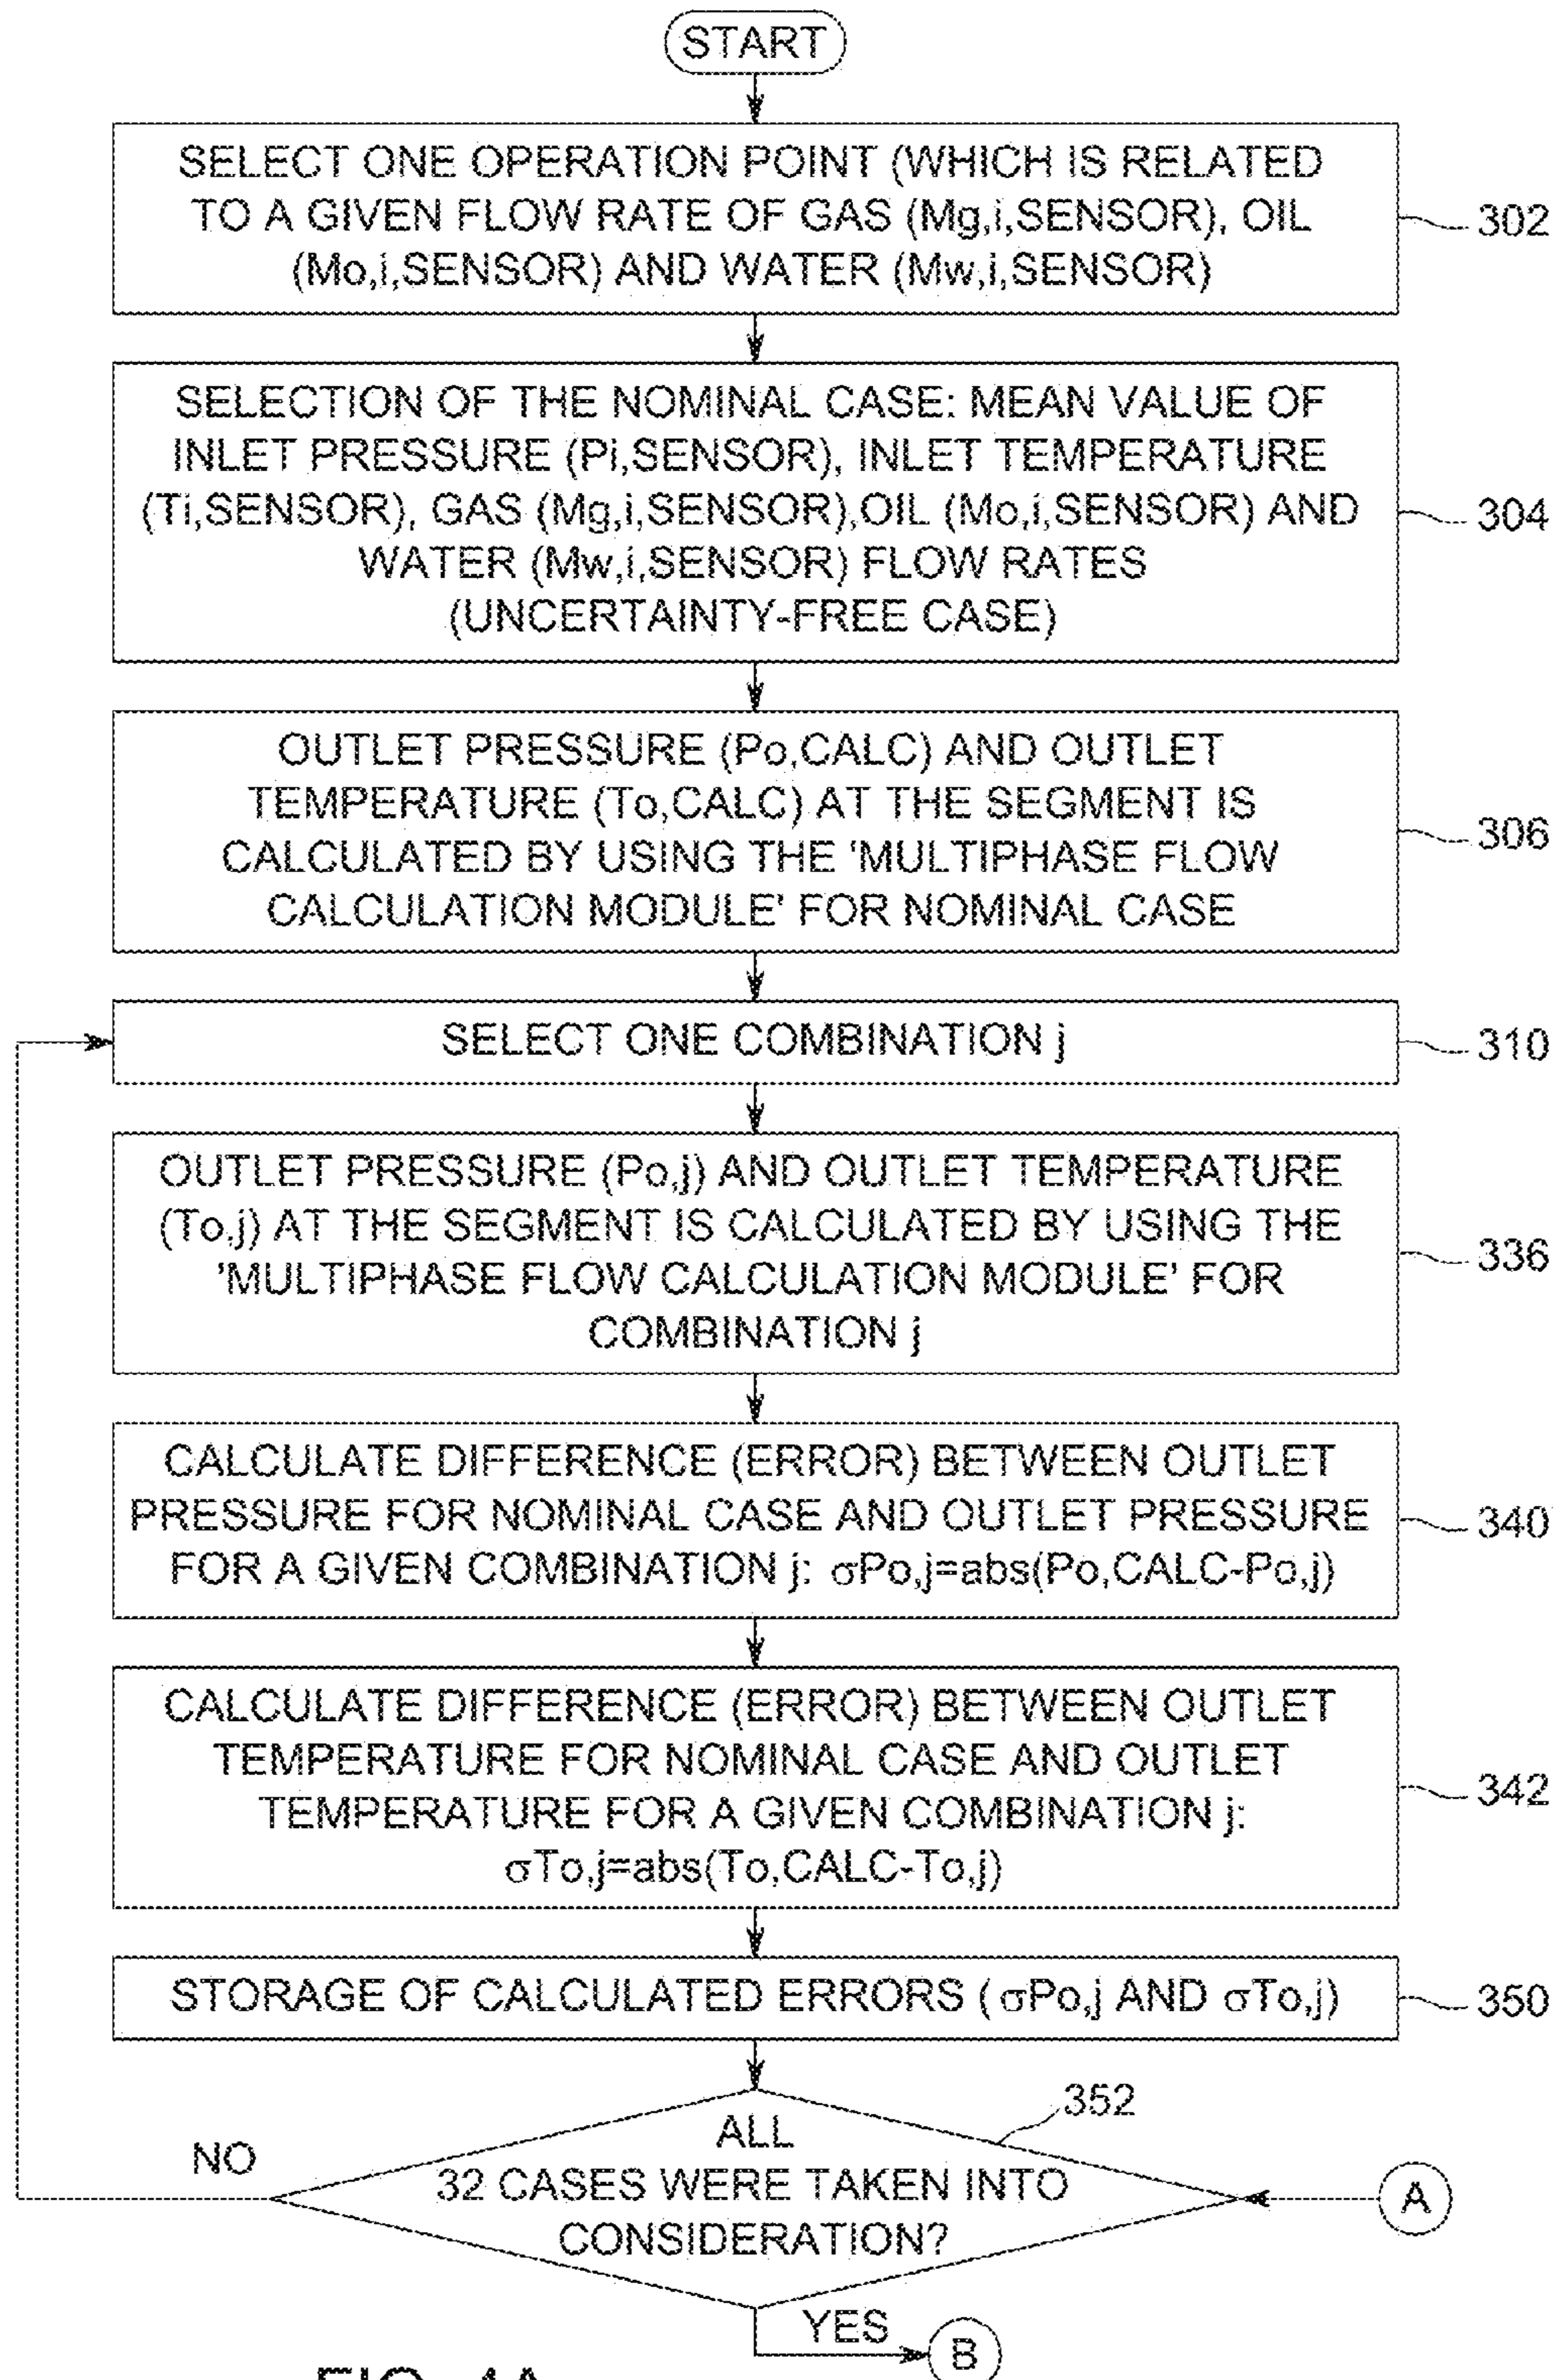 START
SELECT ONE OPERATION POINT (WHICH IS RELATED
TO A GIVEN FLOW RATE OF GAS (Mg,i,SENSOR), OIL
(Mo,i,SENSOR) AND WATER (Mw,i,SENSOR)
302
SELECTION OF THE NOMINAL CASE: MEAN VALUE OF
INLET PRESSURE (Pi,SENSOR), INLET TEMPERATURE
(Ti,SENSOR), GAS (Mg,i,SENSOR),OIL (Mo,i,SENSOR) AND
WATER (Mw,i,SENSOR) FLOW RATES
(UNCERTAINTY-FREE CASE)
304
OUTLET PRESSURE (Po,CALC) AND OUTLET
TEMPERATURE (To,CALC) AT THE SEGMENT IS
CALCULATED BY USING THE 'MULTIPHASE FLOW
CALCULATION MODULE' FOR NOMINAL CASE
306
SELECT ONE COMBINATION j
310
OUTLET PRESSURE (Po,j) AND OUTLET TEMPERATURE
(To,j) AT THE SEGMENT IS CALCULATED BY USING THE
'MULTIPHASE FLOW CALCULATION MODULE' FOR
COMBINATION j
336
CALCULATE DIFFERENCE (ERROR) BETWEEN OUTLET
PRESSURE FOR NOMINAL CASE AND OUTLET PRESSURE
FOR A GIVEN COMBINATION j: σPo,j=abs(Po,CALC-Po,j)
340
CALCULATE DIFFERENCE (ERROR) BETWEEN OUTLET
TEMPERATURE FOR NOMINAL CASE AND OUTLET
TEMPERATURE FOR A GIVEN COMBINATION j:
σTo,j=abs(To,CALC-To,j)
342
STORAGE OF CALCULATED ERRORS ( σPo,j AND σTo,j)
350
352
ALL
32 CASES WERE TAKEN INTO
CONSIDERATION?
NO
A
YES
B
FIG. 4A